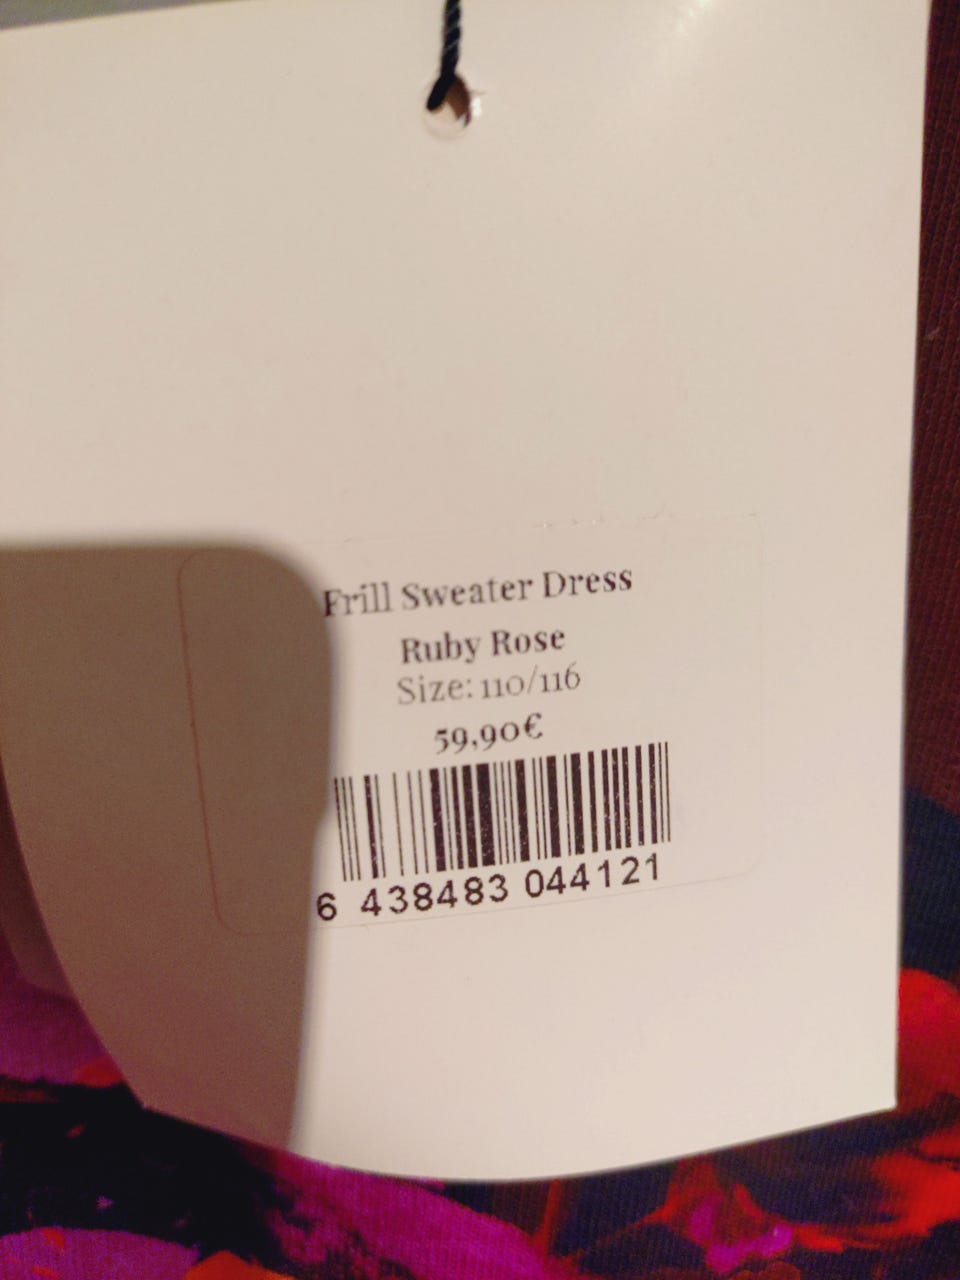 Frill Sweater Dress
Ruby Rose
Size: 110/116
59,90€
6 438483 044121